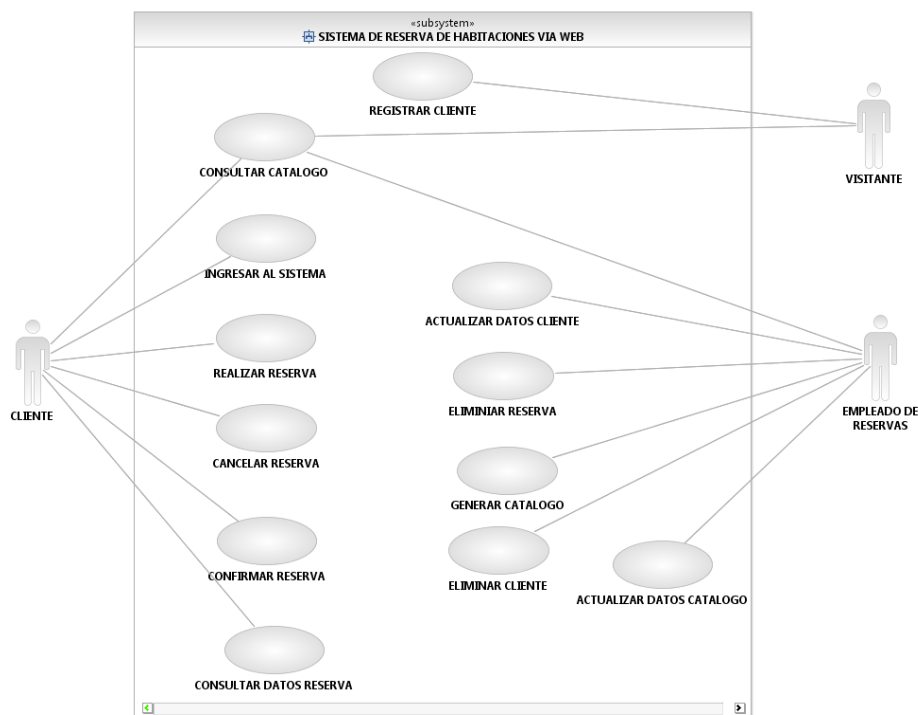 «subsystem»
SISTEMA DE RESERVA DE HABITACIONES VIA WEB
REGISTRAR CLIENTE
CONSULTAR CATALOGO
VISITANTE
INGRESAR AL SISTEMA
ACTUALIZAR DATOS CLIENTE
REALIZAR RESERVA
CLIENTE
ELIMINIAR RESERVA
EMPLEADO DE
RESERVAS
CANCELAR RESERVA
GENERAR CATALOGO
CONFIRMAR RESERVA
ELIMINAR CLIENTE
ACTUALIZAR DATOS CATALOGO
CONSULTAR DATOS RESERVA